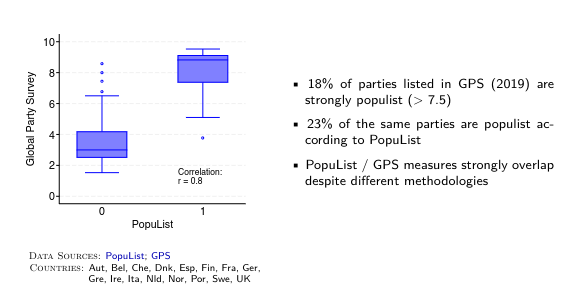 10
8
6
4
2
0
Global Party Survey
Correlation:
r = 0.8
0 1
PopuList
▪ 18% of parties listed in GPS (2019) are
strongly populist (> 7.5)
▪ 23% of the same parties are populist ac-
cording to PopuList
▪ PopuList / GPS measures strongly overlap
despite different methodologies
Data Sources: PopuList; GPS
Countries: Aut, Bel, Che, Dnk, Esp, Fin, Fra, Ger,
Gre, Ire, Ita, Nld, Nor, Por, Swe, UK